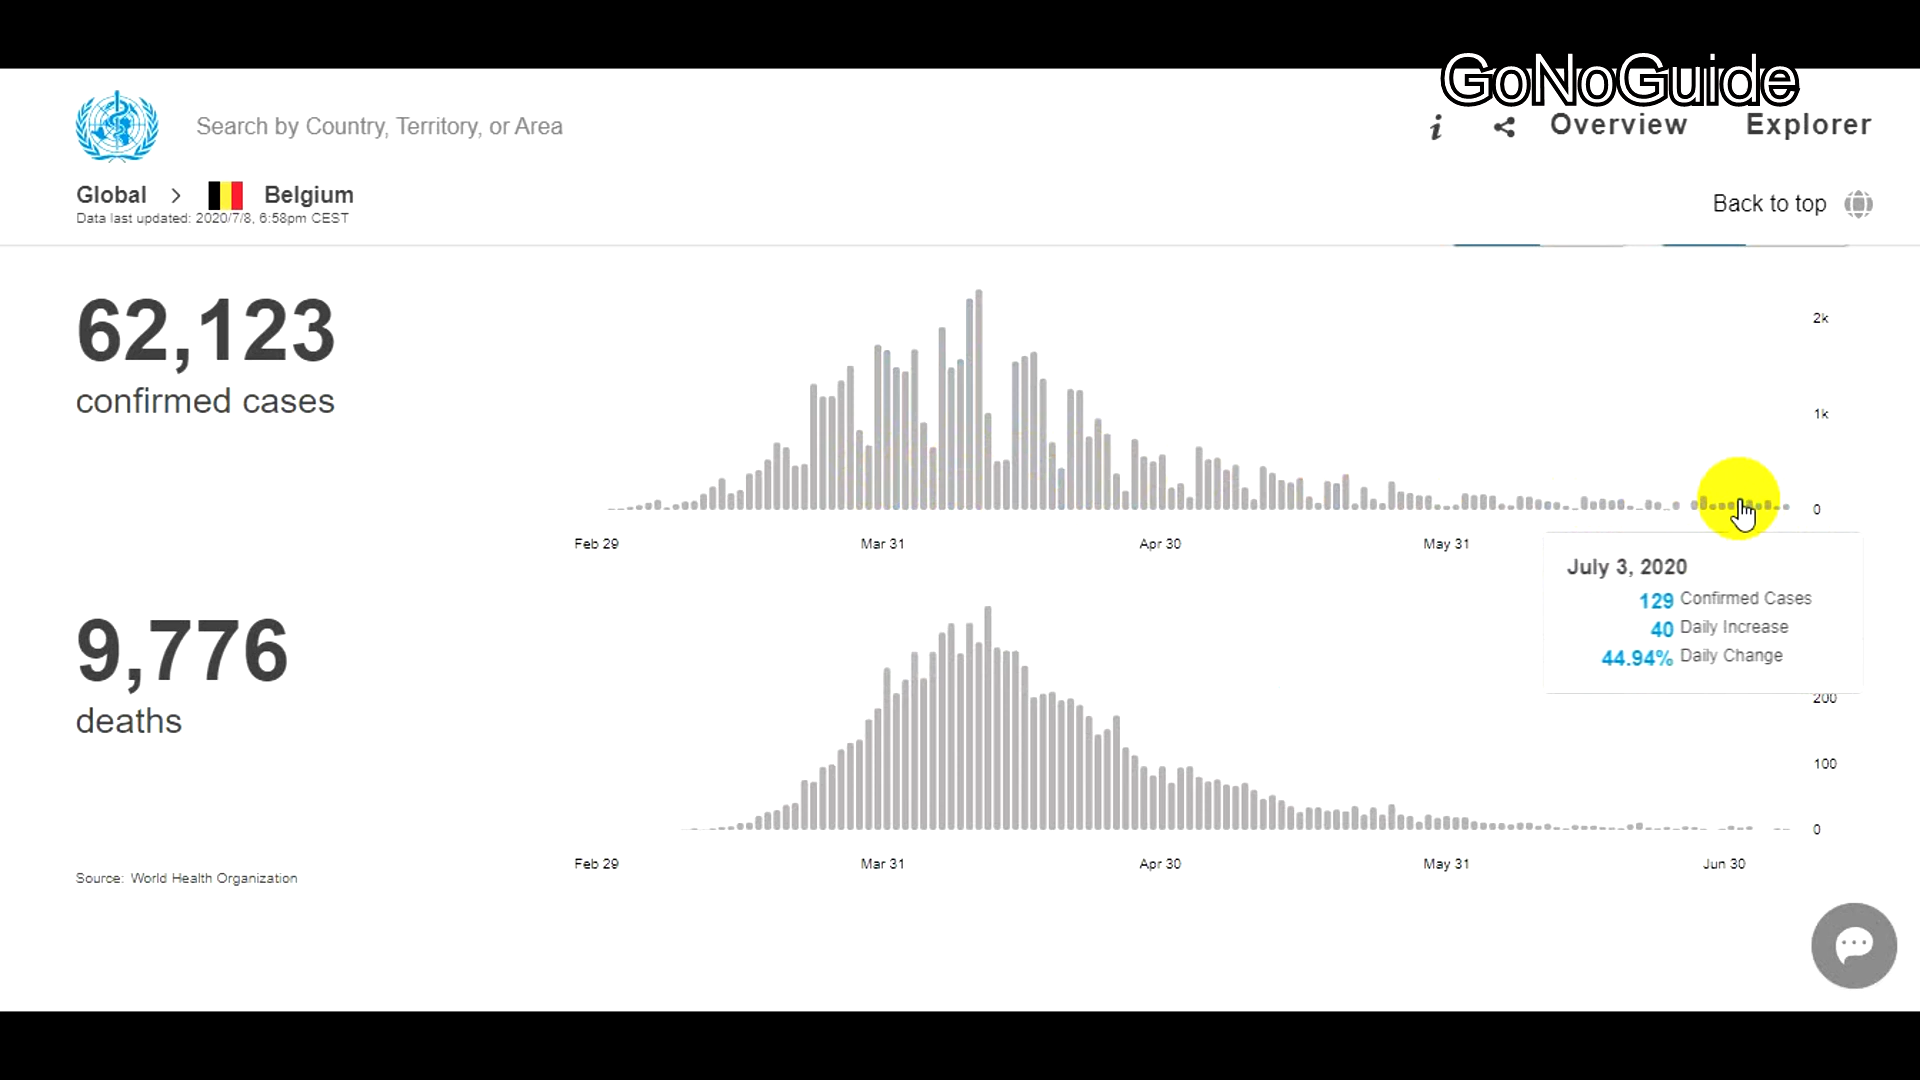 GoNoGuide
Search by Country, Territory, or Area
i
Overview
Explorer
Global > Belgium
Data last updated: 2020/7/8, 6:58pm CEST
Back to top
62,123
confirmed cases
2k
1k
0
Feb 29
Mar 31
Apr 30
May 31
July 3, 2020
129 Confirmed Cases
40 Daily Increase
44.94% Daily Change
9,776
deaths
200
100
0
Feb 29
Mar 31
Apr 30
May 31
Jun 30
Source: World Health Organization